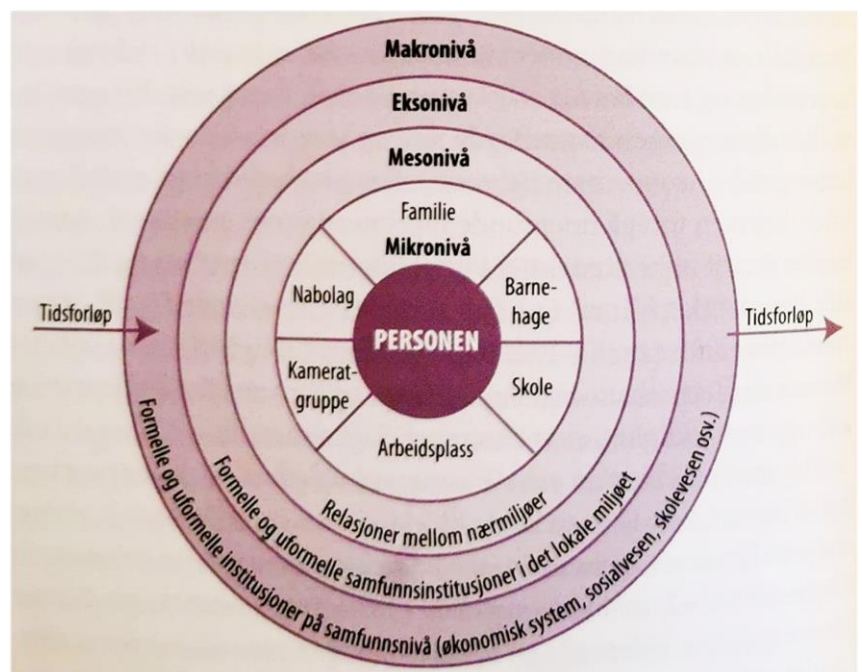 Makronivå
Eksonivå
Mesonivå
Familie
Mikronivå
Nabolag
Barne-
hage
PERSONEN
Tidsforløp
Tidsforløp
Kamerat-
gruppe
Skole
Arbeidsplass
Relasjoner mellom nærmiljøer
Formelle og uformelle samfunnsinstitusjoner i det lokale miljøet
Formelle og uformelle institusjoner på samfunnsnivå (økonomisk system, sosialvesen, skolevesen osv.)